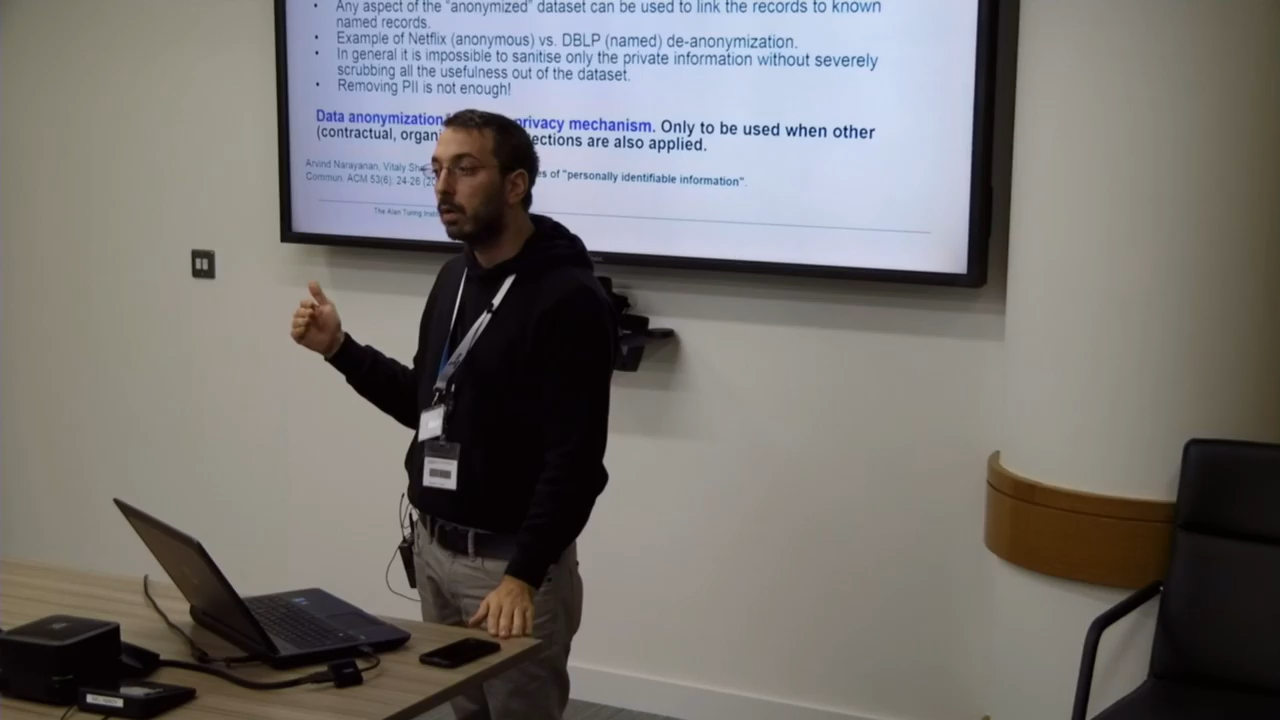 Any aspect of the "anonymized" dataset can be used to link the records to known
named records.
Example of Netflix (anonymous) vs. DBLP (named) de-anonymization.
In general it is impossible to sanitise only the private information without severely
scrubbing all the usefulness out of the dataset.
Removing PII is not enough!
Data anonymization privacy mechanism. Only to be used when other
(contractual, are also applied.
Arvind Narayanan, Vitaly of "personally identifiable information".
Commun. ACM 53(6): 24-26
The Alan Turing